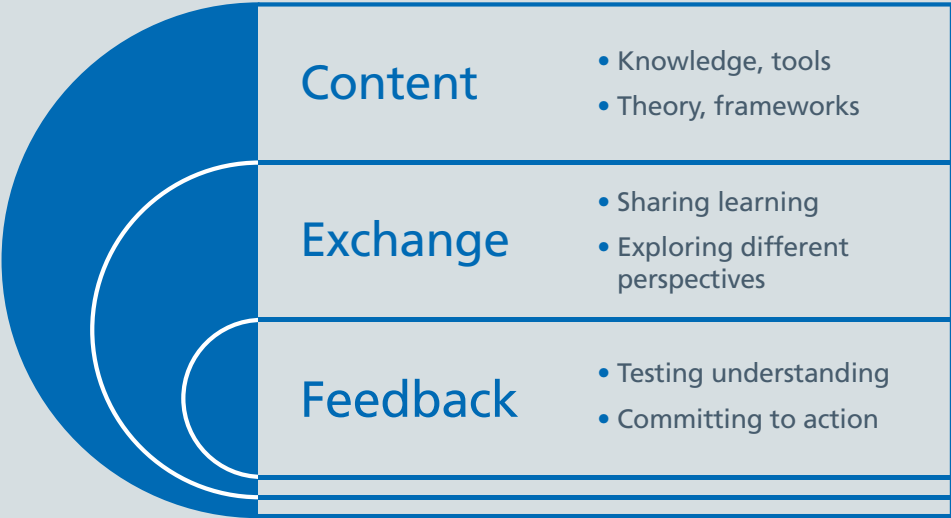 Content
• Knowledge, tools
• Theory, frameworks
Exchange
• Sharing learning
• Exploring different
perspectives
Feedback
• Testing understanding
• Committing to action